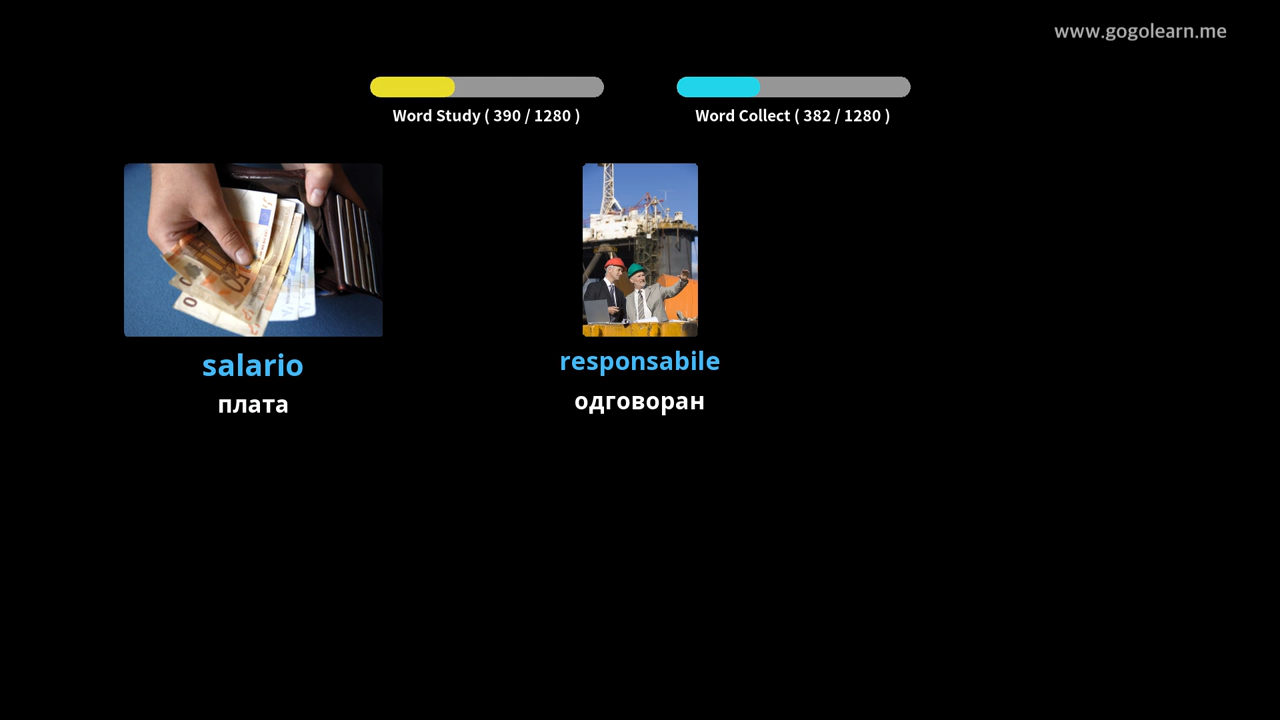 www.gogolearn.me
Word Study ( 390 / 1280 )
Word Collect ( 382 / 1280 )
salario
плата
responsabile
одговоран